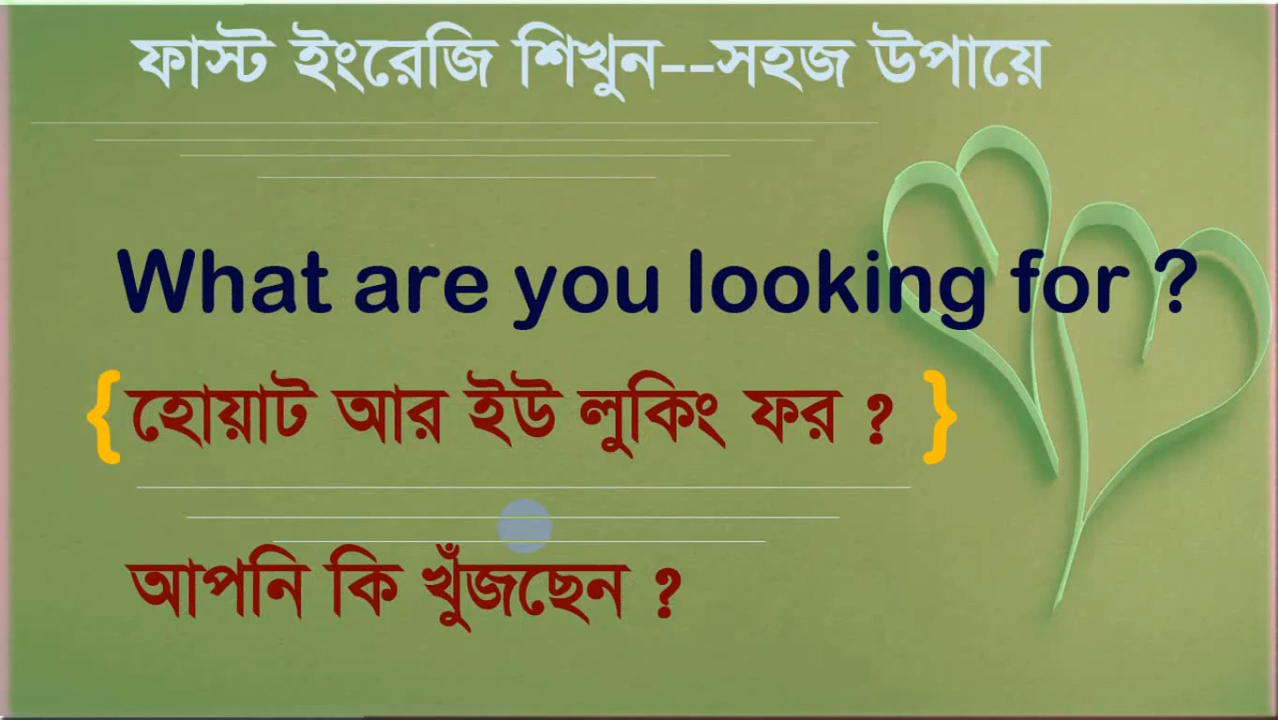 ফাস্ট ইংরেজি শিখুন--সহজ উপায়ে
What are you looking for ?
{ হোয়াট আর ইউ লুকিং ফর ? }
আপনি কি খুঁজছেন ?